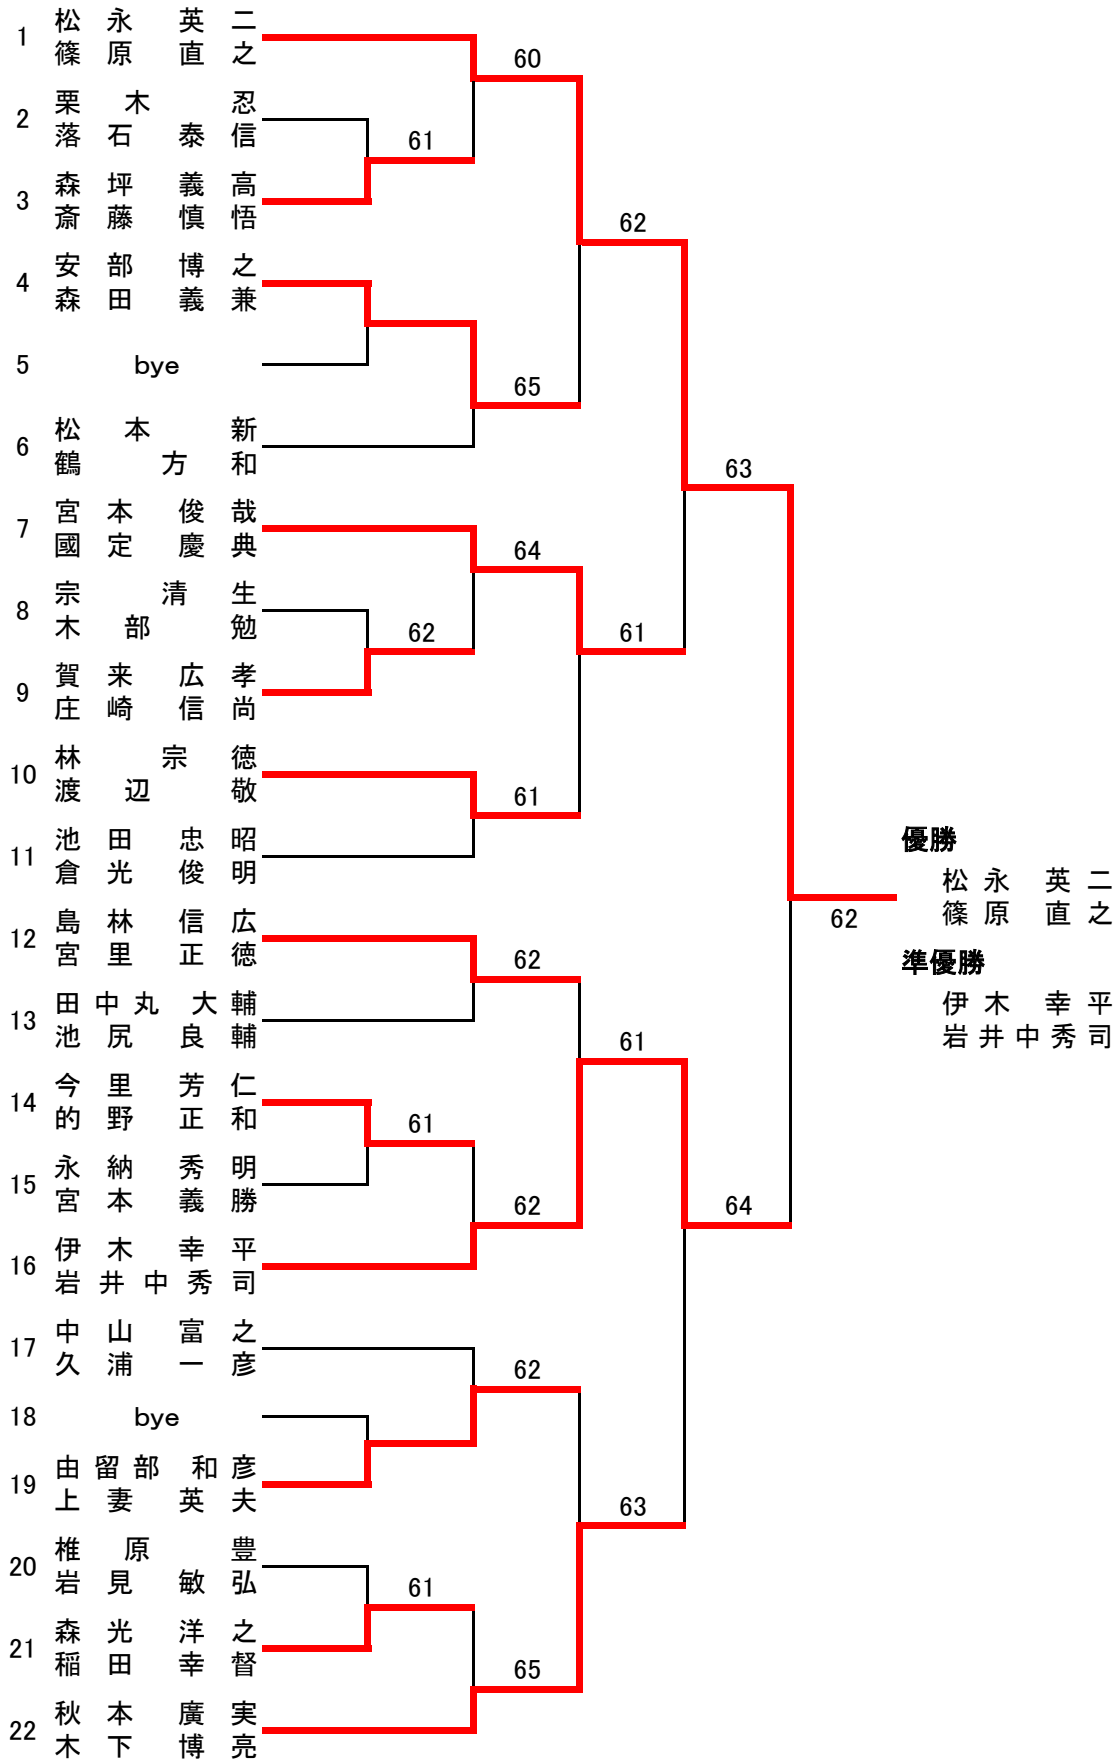 1 松永 英二
篠原 直之
60
2 栗木 忍
落石 泰信
61
3 森坪 義高
斎藤 慎悟
62
4 安部 博之
森田 義兼
5 bye
65
6 松本 新
鶴 方和
63
7 宮本 俊哉
國定 慶典
64
8 宗 清生
木部 勉
62
61
9 賀来 広孝
庄崎 信尚
10 林 宗徳
渡辺 敬
61
11 池田 忠昭
倉光 俊明
優勝
松永 英二
篠原 直之
62
12 島林 信広
宮里 正徳
62
準優勝
伊木 幸平
岩井中秀司
13 田中丸 大輔
池尻 良輔
61
14 今里 芳仁
的野 正和
61
15 永納 秀明
宮本 義勝
62
64
16 伊木 幸平
岩井中秀司
17 中山 富之
久浦 一彦
62
18 bye
19 由留部 和彦
上妻 英夫
63
20 椎原 豊
岩見 敏弘
61
21 森光 洋之
稲田 幸督
65
22 秋本 廣実
木下 博亮